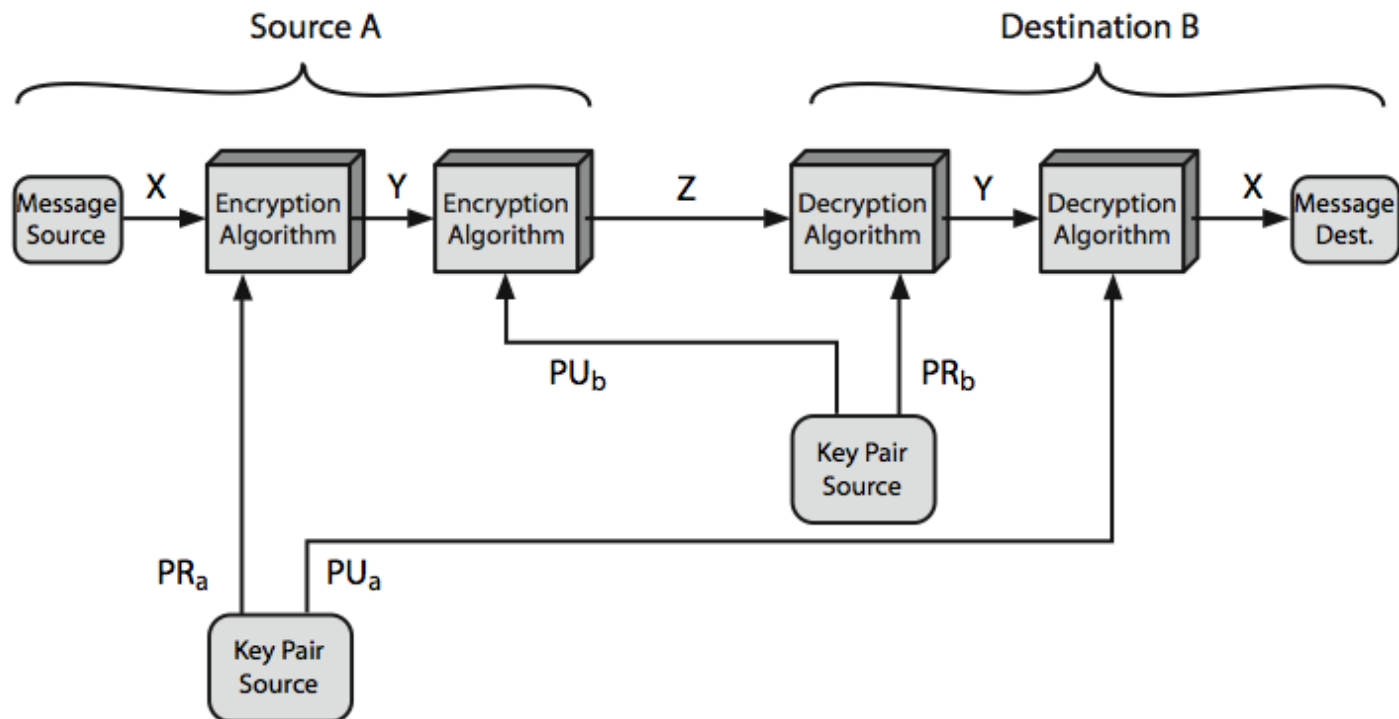 Source A
Destination B
X
Y
Z
Y
X
Message
Source
Encryption
Algorithm
Encryption
Algorithm
Decryption
Algorithm
Decryption
Algorithm
Message
Dest.
PUb
PRb
Key Pair
Source
PRa
PUa
Key Pair
Source